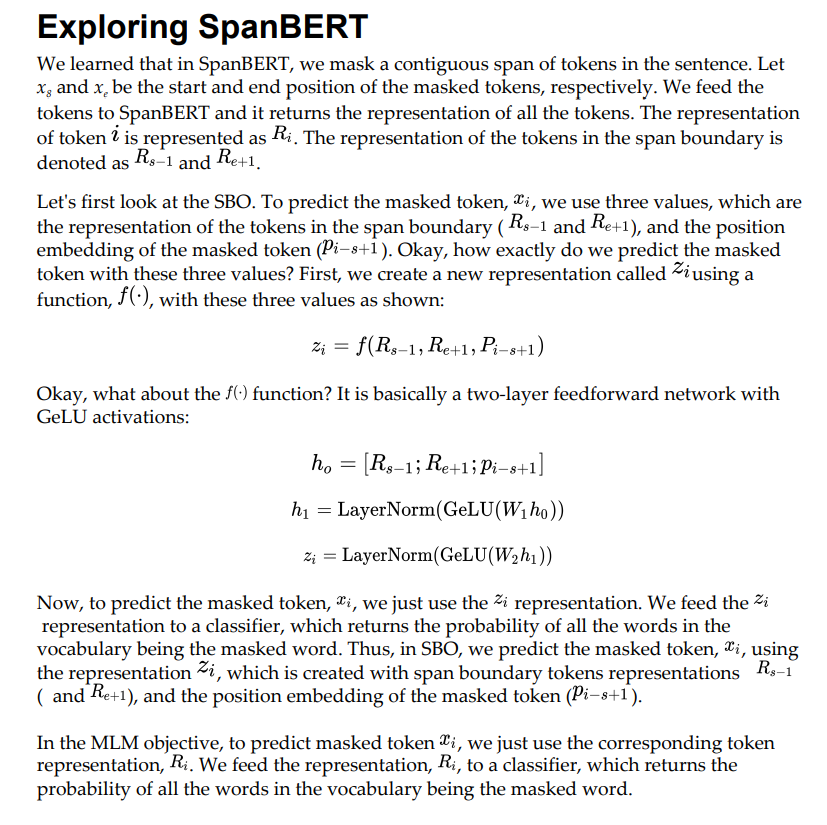 Exploring SpanBERT
We learned that in SpanBERT, we mask a contiguous span of tokens in the sentence. Let
x_s and x_e be the start and end position of the masked tokens, respectively. We feed the
tokens to SpanBERT and it returns the representation of all the tokens. The representation
of token i is represented as R_i. The representation of the tokens in the span boundary is
denoted as R_{s-1} and R_{e+1}.
Let's first look at the SBO. To predict the masked token, x_i, we use three values, which are
the representation of the tokens in the span boundary ( R_{s-1} and R_{e+1}), and the position
embedding of the masked token (p_{i-s+1}). Okay, how exactly do we predict the masked
token with these three values? First, we create a new representation called z_i using a
function, f(·), with these three values as shown:
z_i = f(R_{s-1}, R_{e+1}, P_{i-s+1})
Okay, what about the f(·) function? It is basically a two-layer feedforward network with
GeLU activations:
h_o = [R_{s-1}; R_{e+1}; p_{i-s+1}]
h_1 = LayerNorm(GeLU(W_1 h_0))
z_i = LayerNorm(GeLU(W_2 h_1))
Now, to predict the masked token, x_i, we just use the z_i representation. We feed the z_i
representation to a classifier, which returns the probability of all the words in the
vocabulary being the masked word. Thus, in SBO, we predict the masked token, x_i, using
the representation z_i, which is created with span boundary tokens representations R_{s-1}
( and R_{e+1}), and the position embedding of the masked token (p_{i-s+1}).
In the MLM objective, to predict masked token x_i, we just use the corresponding token
representation, R_i. We feed the representation, R_i, to a classifier, which returns the
probability of all the words in the vocabulary being the masked word.